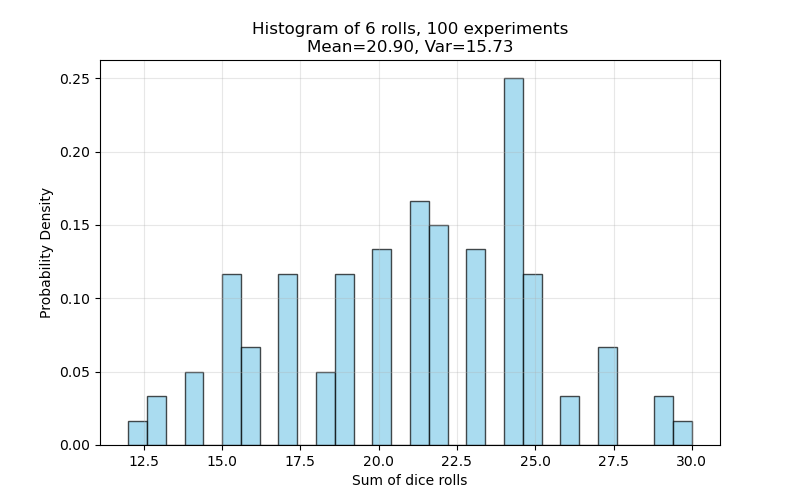 Histogram of 6 rolls, 100 experiments
Mean=20.90, Var=15.73
Probability Density
0.25
0.20
0.15
0.10
0.05
0.00
12.5 15.0 17.5 20.0 22.5 25.0 27.5 30.0
Sum of dice rolls